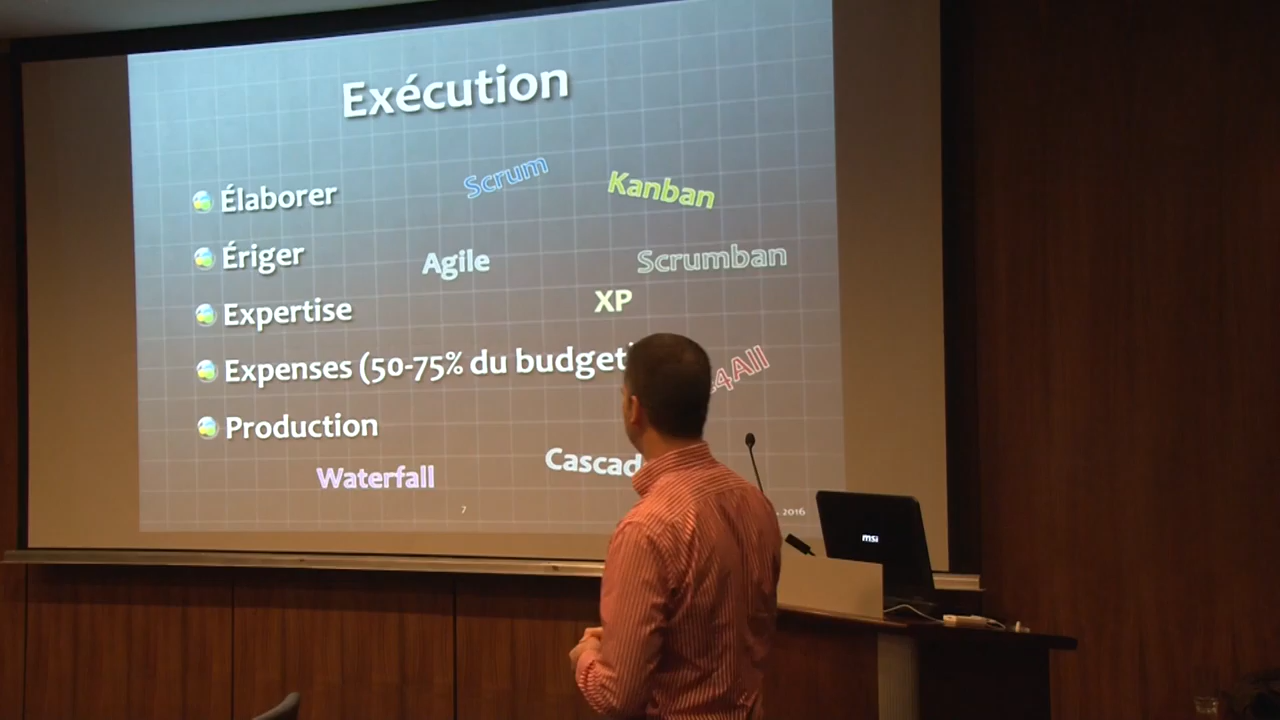 Exécution
Élaborer
Scrum
Kanban
Ériger
Agile
Scrumban
Expertise
XP
Expenses (50-75% du budget
4All
Production
Cascad
Waterfall
7
2016
msi